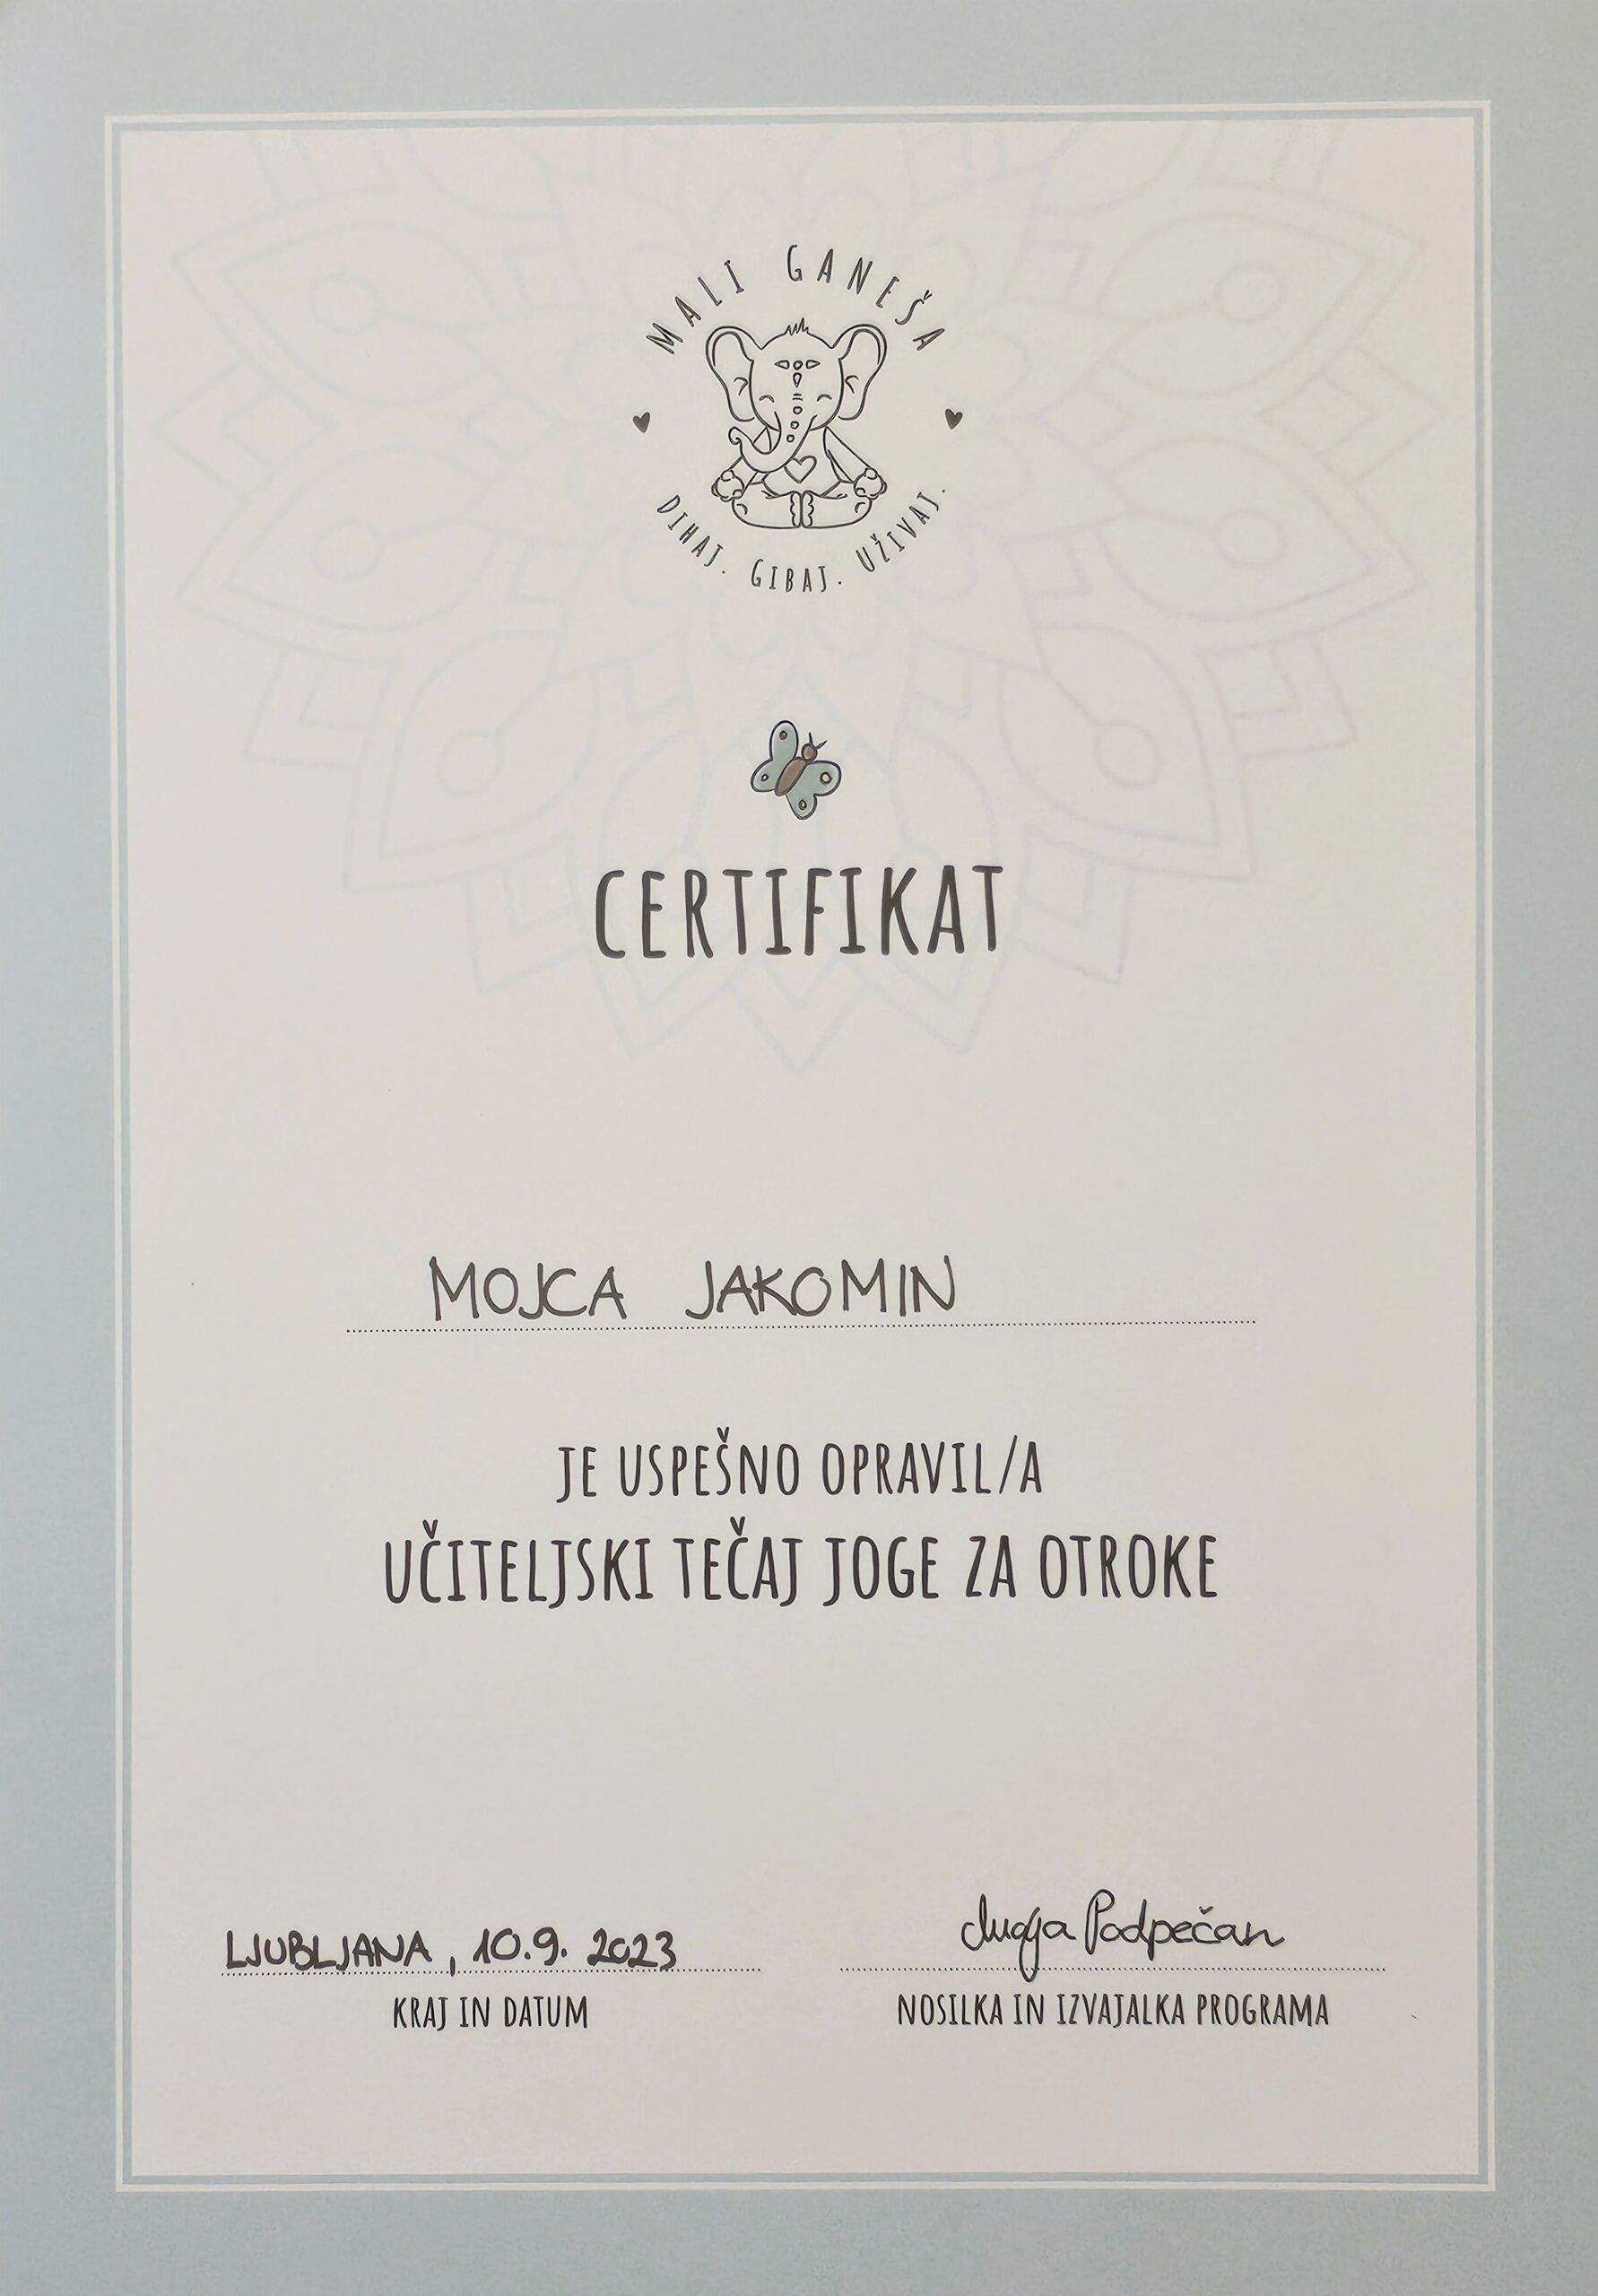 MALI GANEŠA
DIHAJ. GIBAJ. UŽIVAJ.
CERTIFIKAT
MOJCA JAKOMIN
JE USPEŠNO OPRAVIL/A
UČITELJSKI TEČAJ JOGE ZA OTROKE
LJUBLJANA, 10.9. 2023
KRAJ IN DATUM
Podpečan
NOSILKA IN IZVAJALKA PROGRAMA